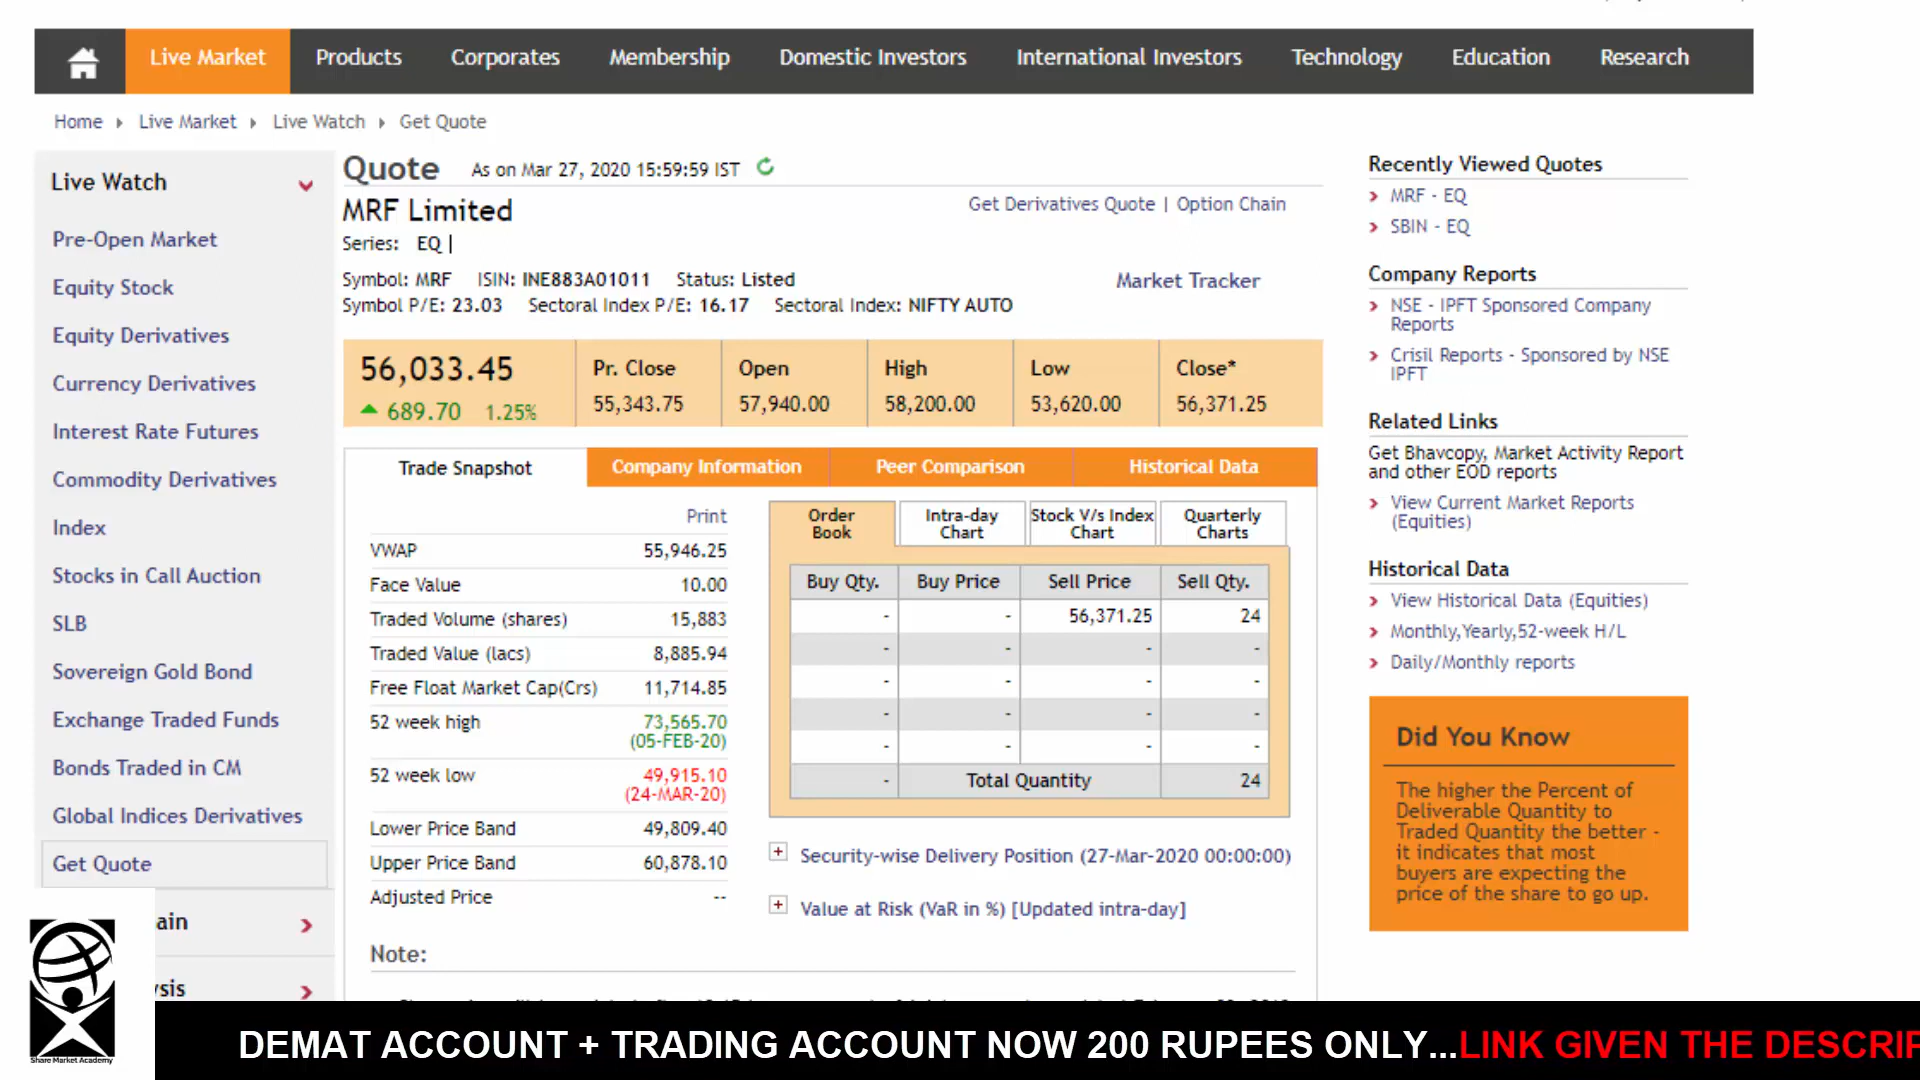 Live Market Products Corporates Membership Domestic Investors International Investors Technology Education Research
Home Live Market Live Watch Get Quote
Live Watch
Pre-Open Market
Equity Stock
Equity Derivatives
Currency Derivatives
Interest Rate Futures
Commodity Derivatives
Index
Stocks in Call Auction
SLB
Sovereign Gold Bond
Exchange Traded Funds
Bonds Traded in CM
Global Indices Derivatives
Get Quote
ain
Quote As on Mar 27, 2020 15:59:59 IST
MRF Limited
Get Derivatives Quote | Option Chain
Series: EQ |
Symbol: MRF ISIN: INE883A01011 Status: Listed
Market Tracker
Symbol P/E: 23.03 Sectoral Index P/E: 16.17 Sectoral Index: NIFTY AUTO
56,033.45
689.70 1.25%
Pr. Close Open High Low Close*
55,343.75 57,940.00 58,200.00 53,620.00 56,371.25
Trade Snapshot Company Information Peer Comparison Historical Data
Print
VWAP 55,946.25
Face Value 10.00
Traded Volume (shares) 15,883
Traded Value (lacs) 8,885.94
Free Float Market Cap(Crs) 11,714.85
52 week high 73,565.70
(05-FEB-20)
52 week low 49,915.10
(24-MAR-20)
Lower Price Band 49,809.40
Upper Price Band 60,878.10
Adjusted Price --
Note:
Order Book
Intra-day Chart
Stock V/s Index Chart
Quarterly Charts
Buy Qty. Buy Price Sell Price Sell Qty.
- - 56,371.25 24
- - - -
- - - -
- - - -
- - - -
- Total Quantity 24
+ Security-wise Delivery Position (27-Mar-2020 00:00:00)
+ Value at Risk (VaR in %) [Updated intra-day]
Recently Viewed Quotes
MRF - EQ
SBIN - EQ
Company Reports
NSE - IPFT Sponsored Company
Reports
Crisil Reports - Sponsored by NSE
IPFT
Related Links
Get Bhavcopy, Market Activity Report
and other EOD reports
View Current Market Reports
(Equities)
Historical Data
View Historical Data (Equities)
Monthly,Yearly,52-week H/L
Daily/Monthly reports
Did You Know
The higher the Percent of
Deliverable Quantity to
Traded Quantity the better -
it indicates that most
buyers are expecting the
price of the share to go up.
Share Market Academy
DEMAT ACCOUNT + TRADING ACCOUNT NOW 200 RUPEES ONLY...LINK GIVEN THE DESCRIP